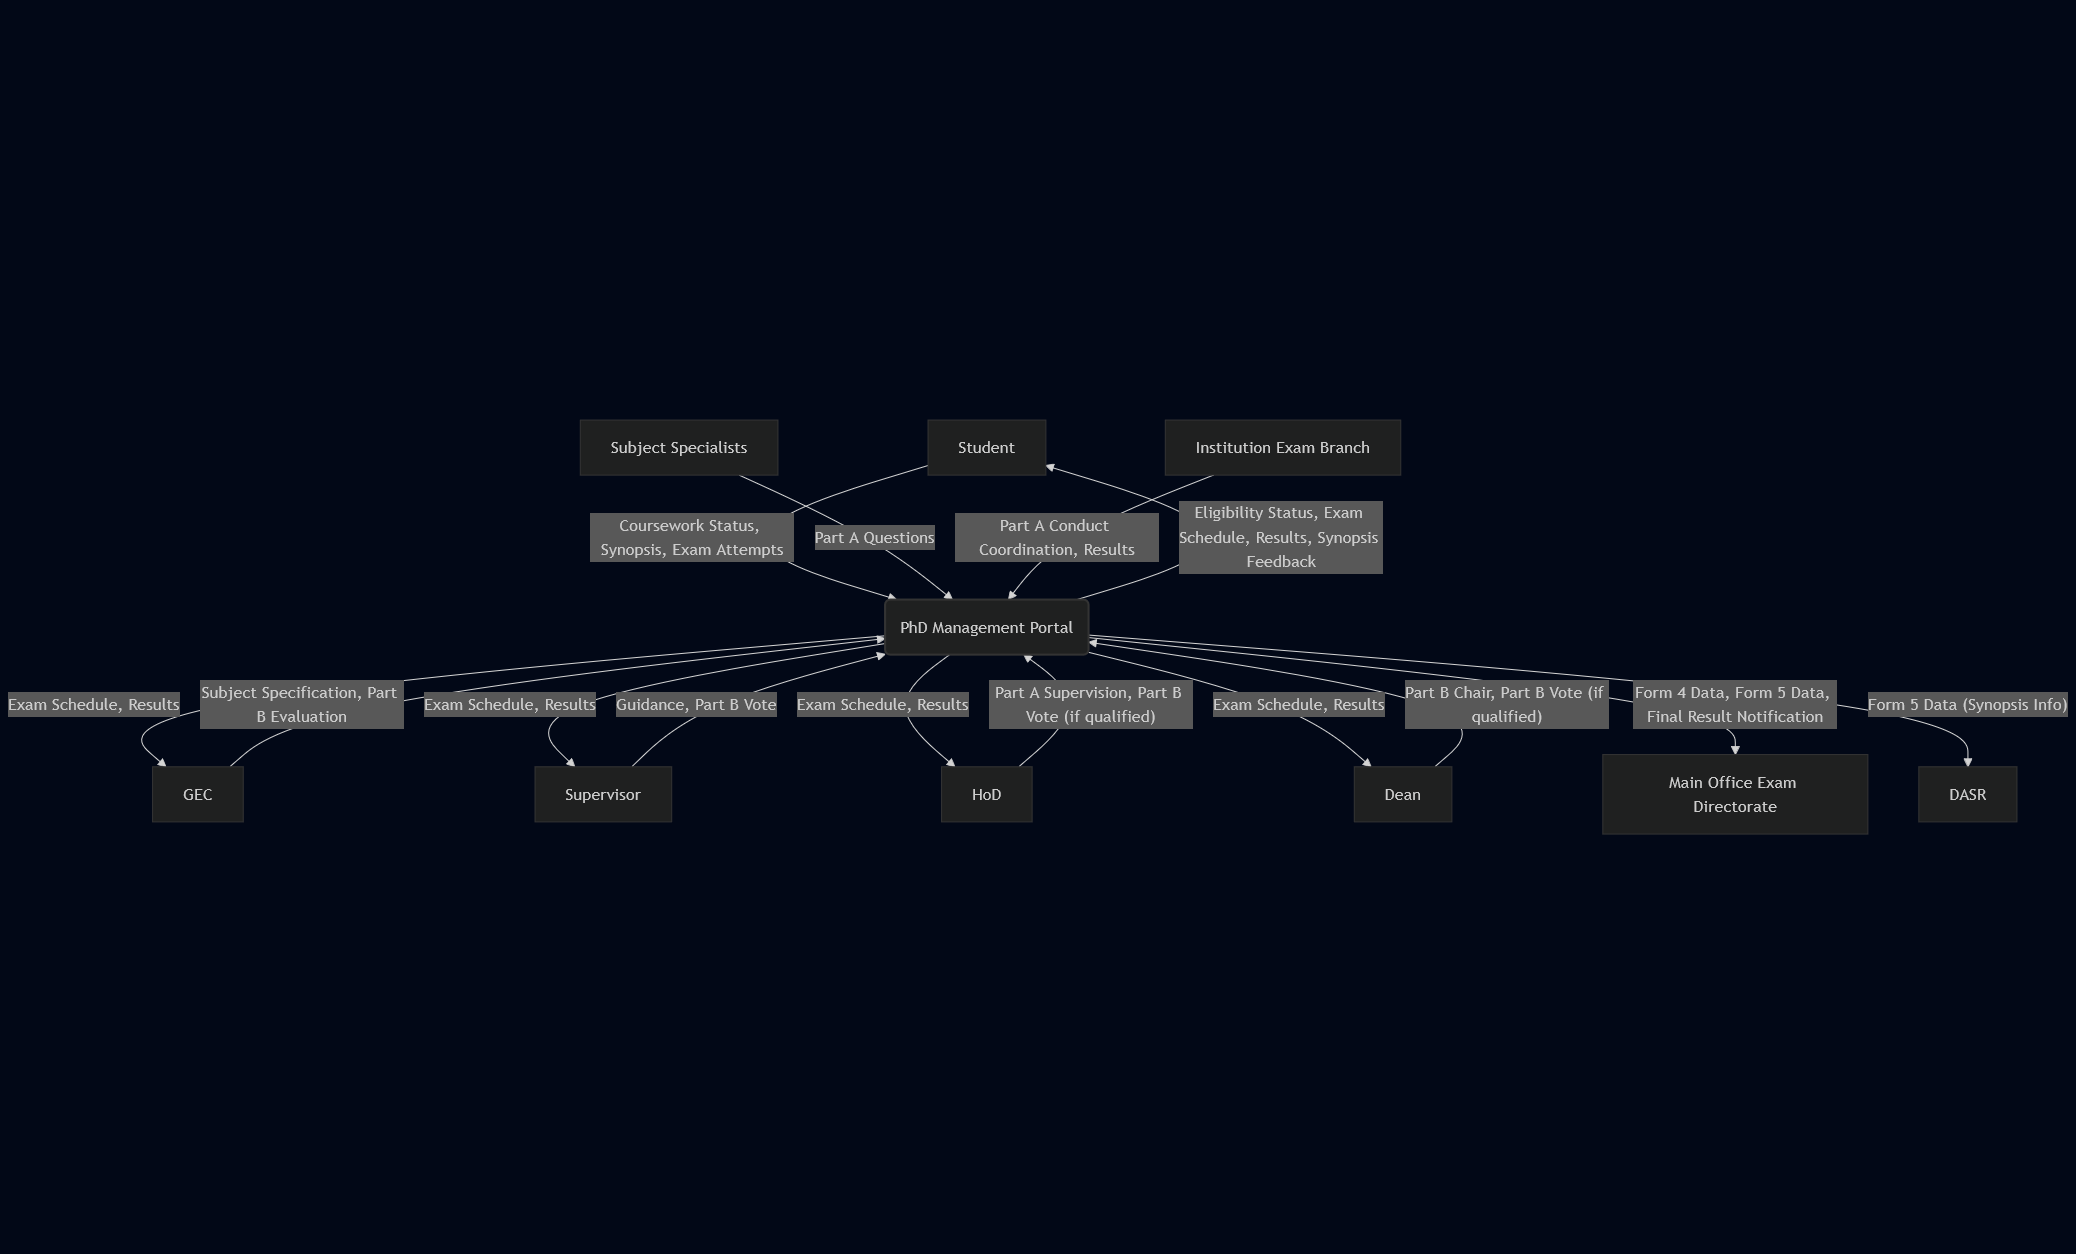 Subject Specialists
Student
Institution Exam Branch
Coursework Status,
Synopsis, Exam Attempts
Part A Questions
Part A Conduct
Coordination, Results
Eligibility Status, Exam
Schedule, Results, Synopsis
Feedback
PhD Management Portal
Exam Schedule, Results
Subject Specification, Part
B Evaluation
Exam Schedule, Results
Guidance, Part B Vote
Exam Schedule, Results
Part A Supervision, Part B
Vote (if qualified)
Exam Schedule, Results
Part B Chair, Part B Vote (if
qualified)
Form 4 Data, Form 5 Data,
Final Result Notification
Form 5 Data (Synopsis Info)
GEC
Supervisor
HoD
Dean
Main Office Exam
Directorate
DASR